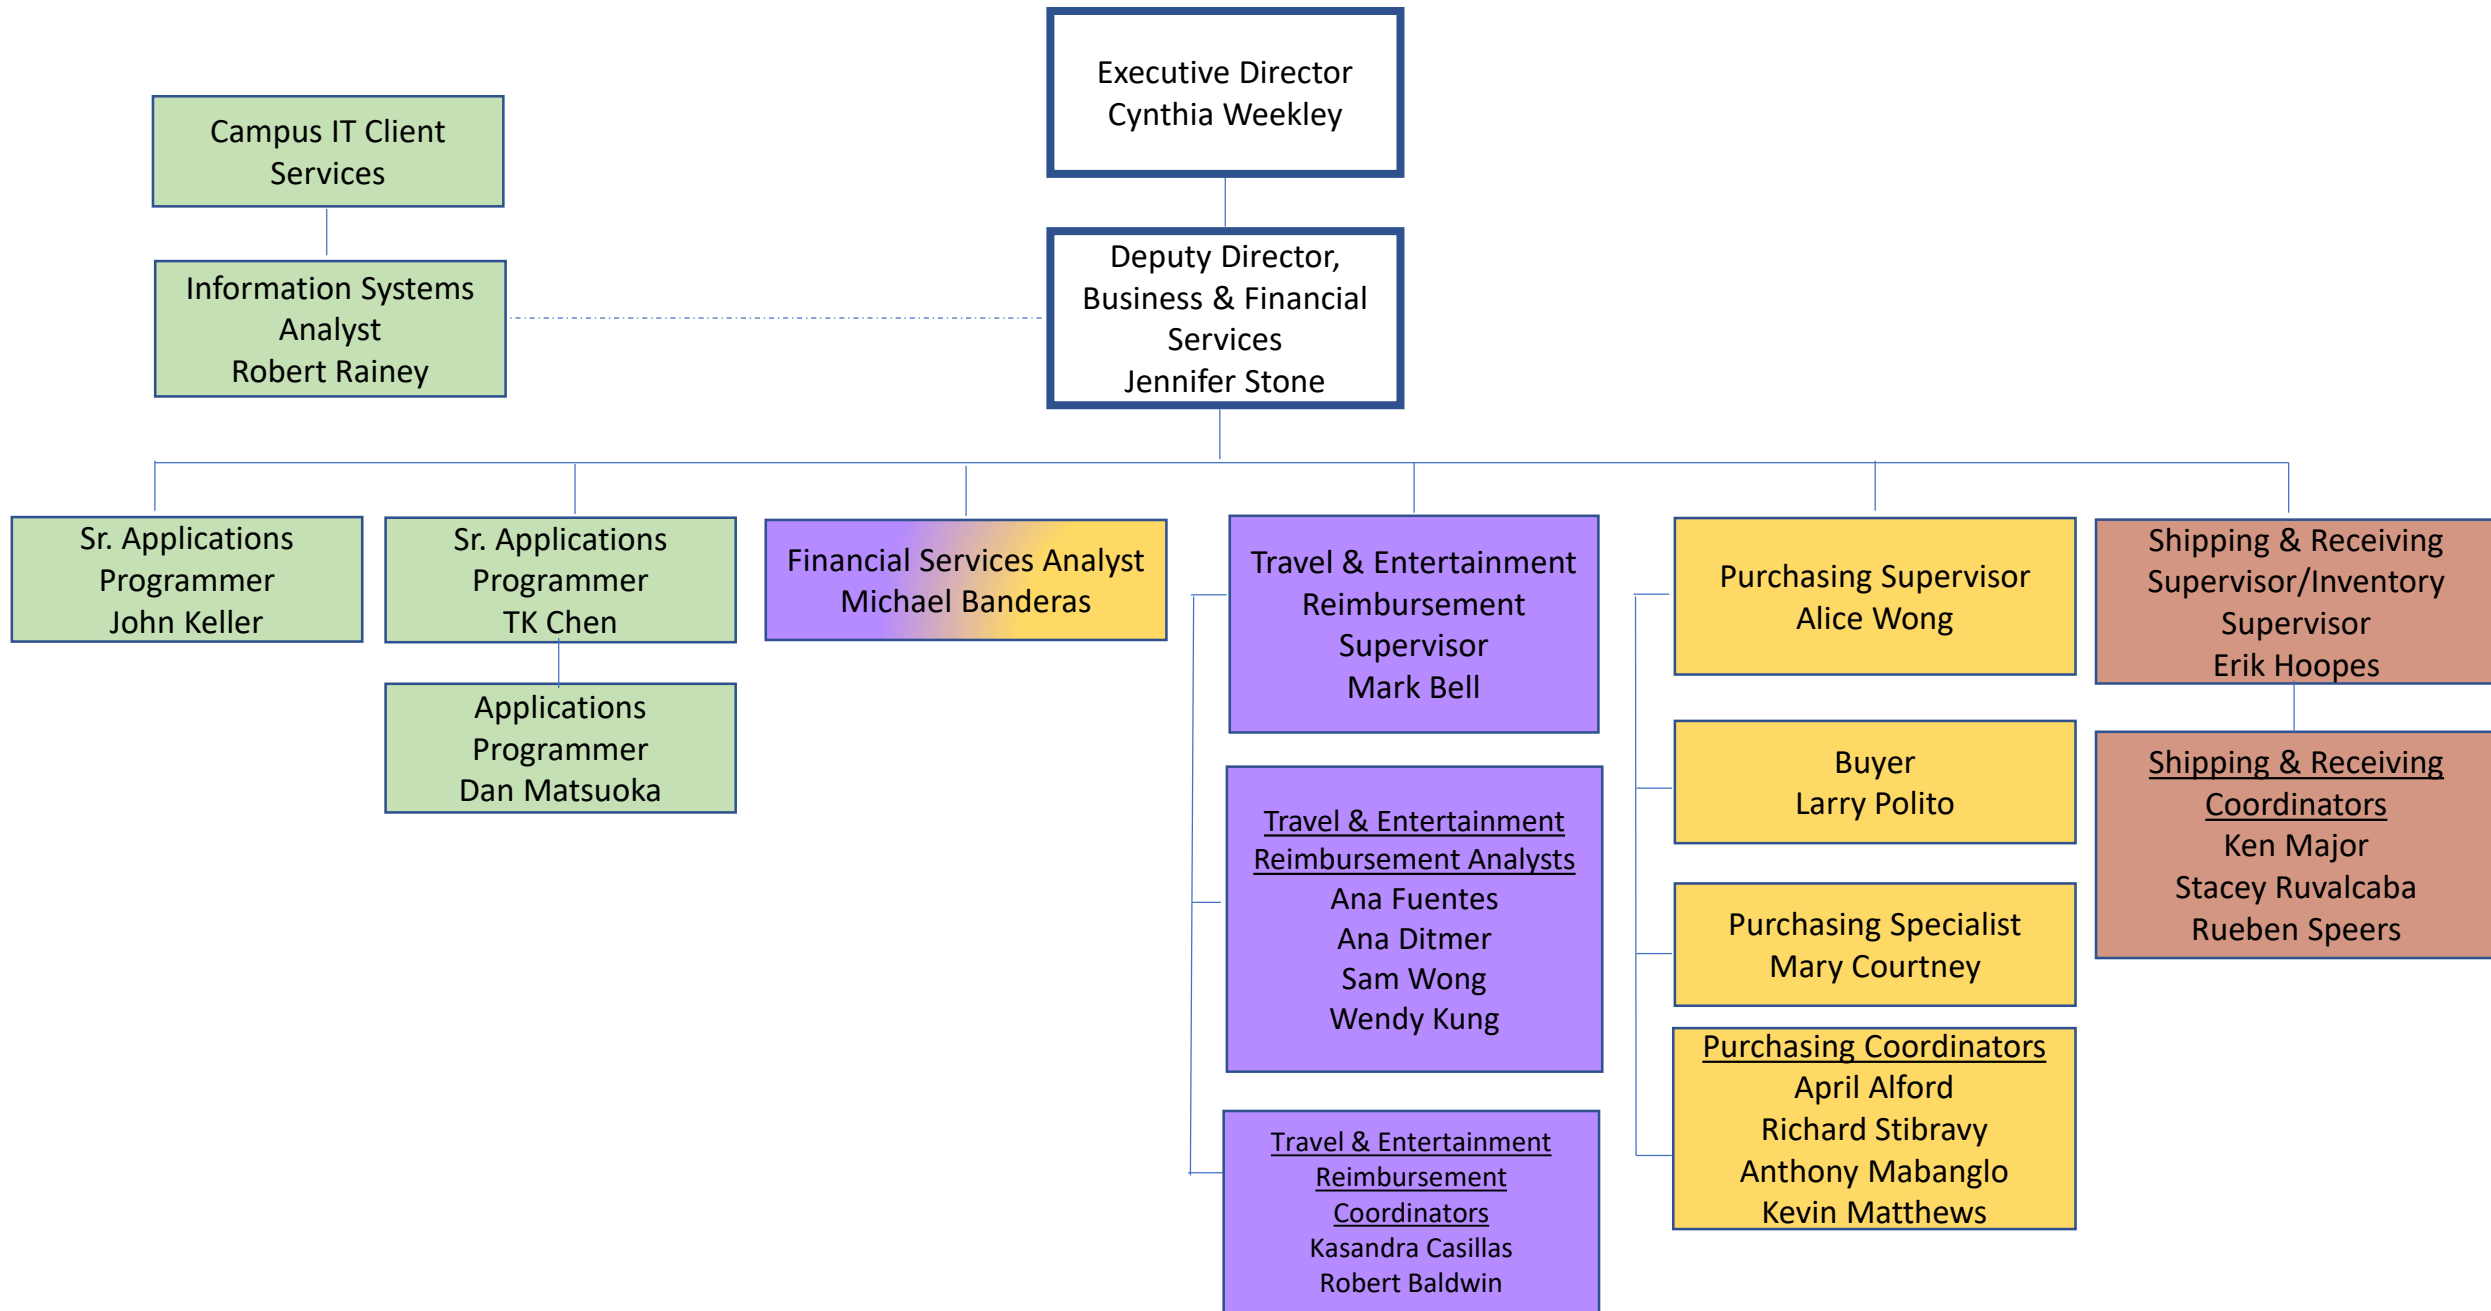 Executive Director
Cynthia Weekley
Campus IT Client
Services
Deputy Director,
Business & Financial
Services
Jennifer Stone
Information Systems
Analyst
Robert Rainey
Sr. Applications
Programmer
John Keller
Sr. Applications
Programmer
TK Chen
Applications
Programmer
Dan Matsuoka
Financial Services Analyst
Michael Banderas
Travel & Entertainment
Reimbursement
Supervisor
Mark Bell
Travel & Entertainment
Reimbursement Analysts
Ana Fuentes
Ana Ditmer
Sam Wong
Wendy Kung
Travel & Entertainment
Reimbursement
Coordinators
Kasandra Casillas
Robert Baldwin
Purchasing Supervisor
Alice Wong
Buyer
Larry Polito
Purchasing Specialist
Mary Courtney
Purchasing Coordinators
April Alford
Richard Stibravy
Anthony Mabanglo
Kevin Matthews
Shipping & Receiving
Supervisor/Inventory
Supervisor
Erik Hoopes
Shipping & Receiving
Coordinators
Ken Major
Stacey Ruvalcaba
Rueben Speers